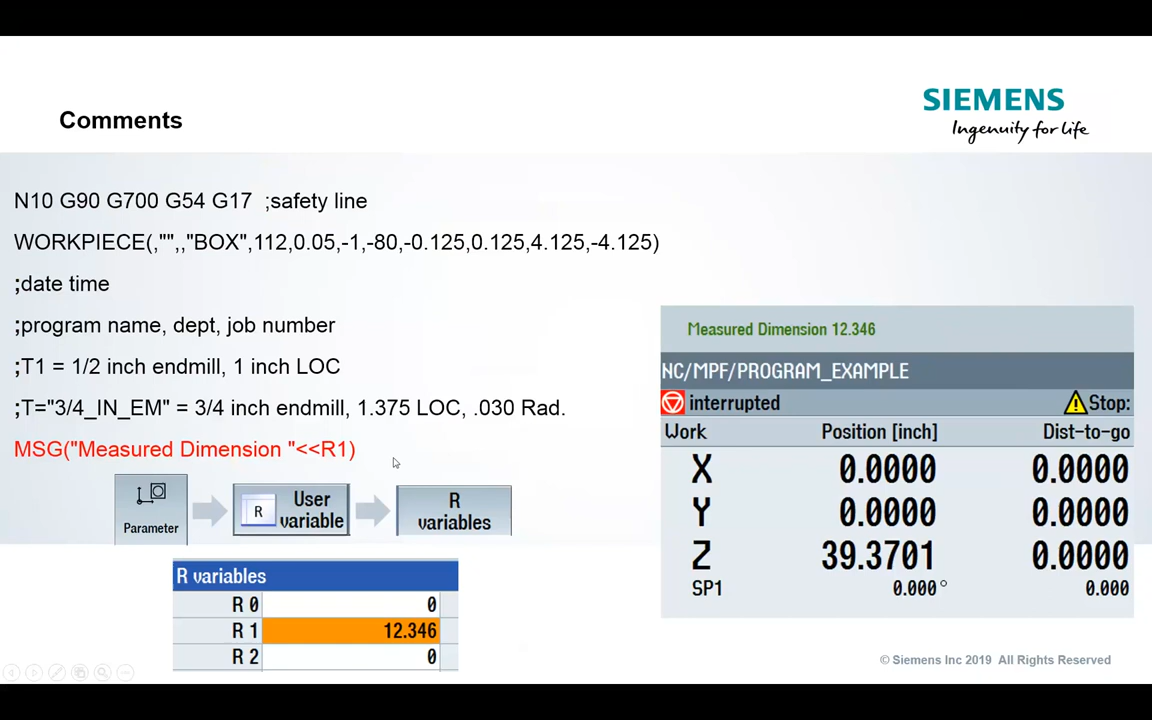 SIEMENS
Ingenuity for life
Comments
N10 G90 G700 G54 G17 ;safety line
WORKPIECE(,"",,"BOX",112,0.05,-1,-80,-0.125,0.125,4.125,-4.125)
;date time
;program name, dept, job number
;T1 = 1/2 inch endmill, 1 inch LOC
;T="3/4_IN_EM" = 3/4 inch endmill, 1.375 LOC, .030 Rad.
MSG("Measured Dimension "<<R1)
Parameter
R
User
variable
R
variables
R variables
R 0 0
R 1 12.346
R 2 0
Measured Dimension 12.346
NC/MPF/PROGRAM_EXAMPLE
interrupted Stop:
Work Position [inch] Dist-to-go
X 0.0000 0.0000
Y 0.0000 0.0000
Z 39.3701 0.0000
SP1 0.000° 0.000
© Siemens Inc 2019 All Rights Reserved